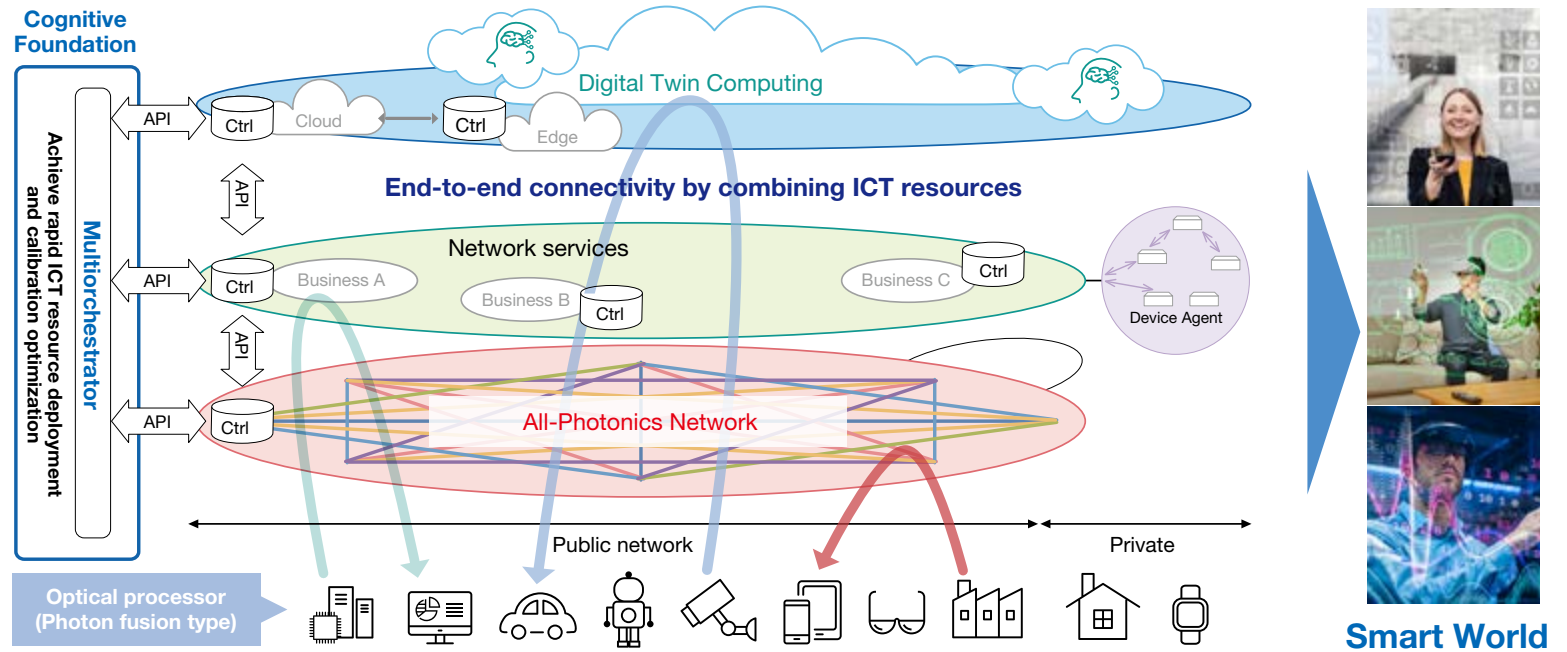 Cognitive
Foundation
Achieve rapid ICT resource deployment
and calibration optimization
Multiorchestrator
API
Ctrl
Cloud
Ctrl
Edge
Digital Twin Computing
API
End-to-end connectivity by combining ICT resources
API
Ctrl
Business A
Network services
Business B
Ctrl
Business C
Ctrl
Device Agent
API
API
Ctrl
All-Photonics Network
Public network
Private
Optical processor
(Photon fusion type)
Smart World